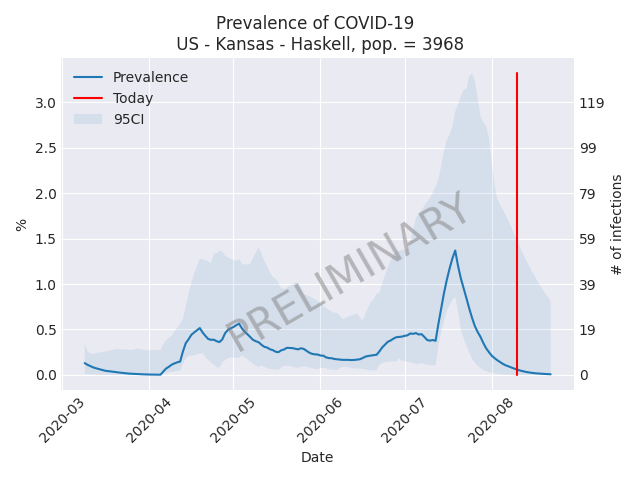 Prevalence of COVID-19
US - Kansas - Haskell, pop. = 3968
Prevalence
Today
95CI
PRELIMINARY
%
3.0
2.5
2.0
1.5
1.0
0.5
0.0
119
99
79
59
39
19
0
# of infections
2020-03
2020-04
2020-05
2020-06
2020-07
2020-08
Date